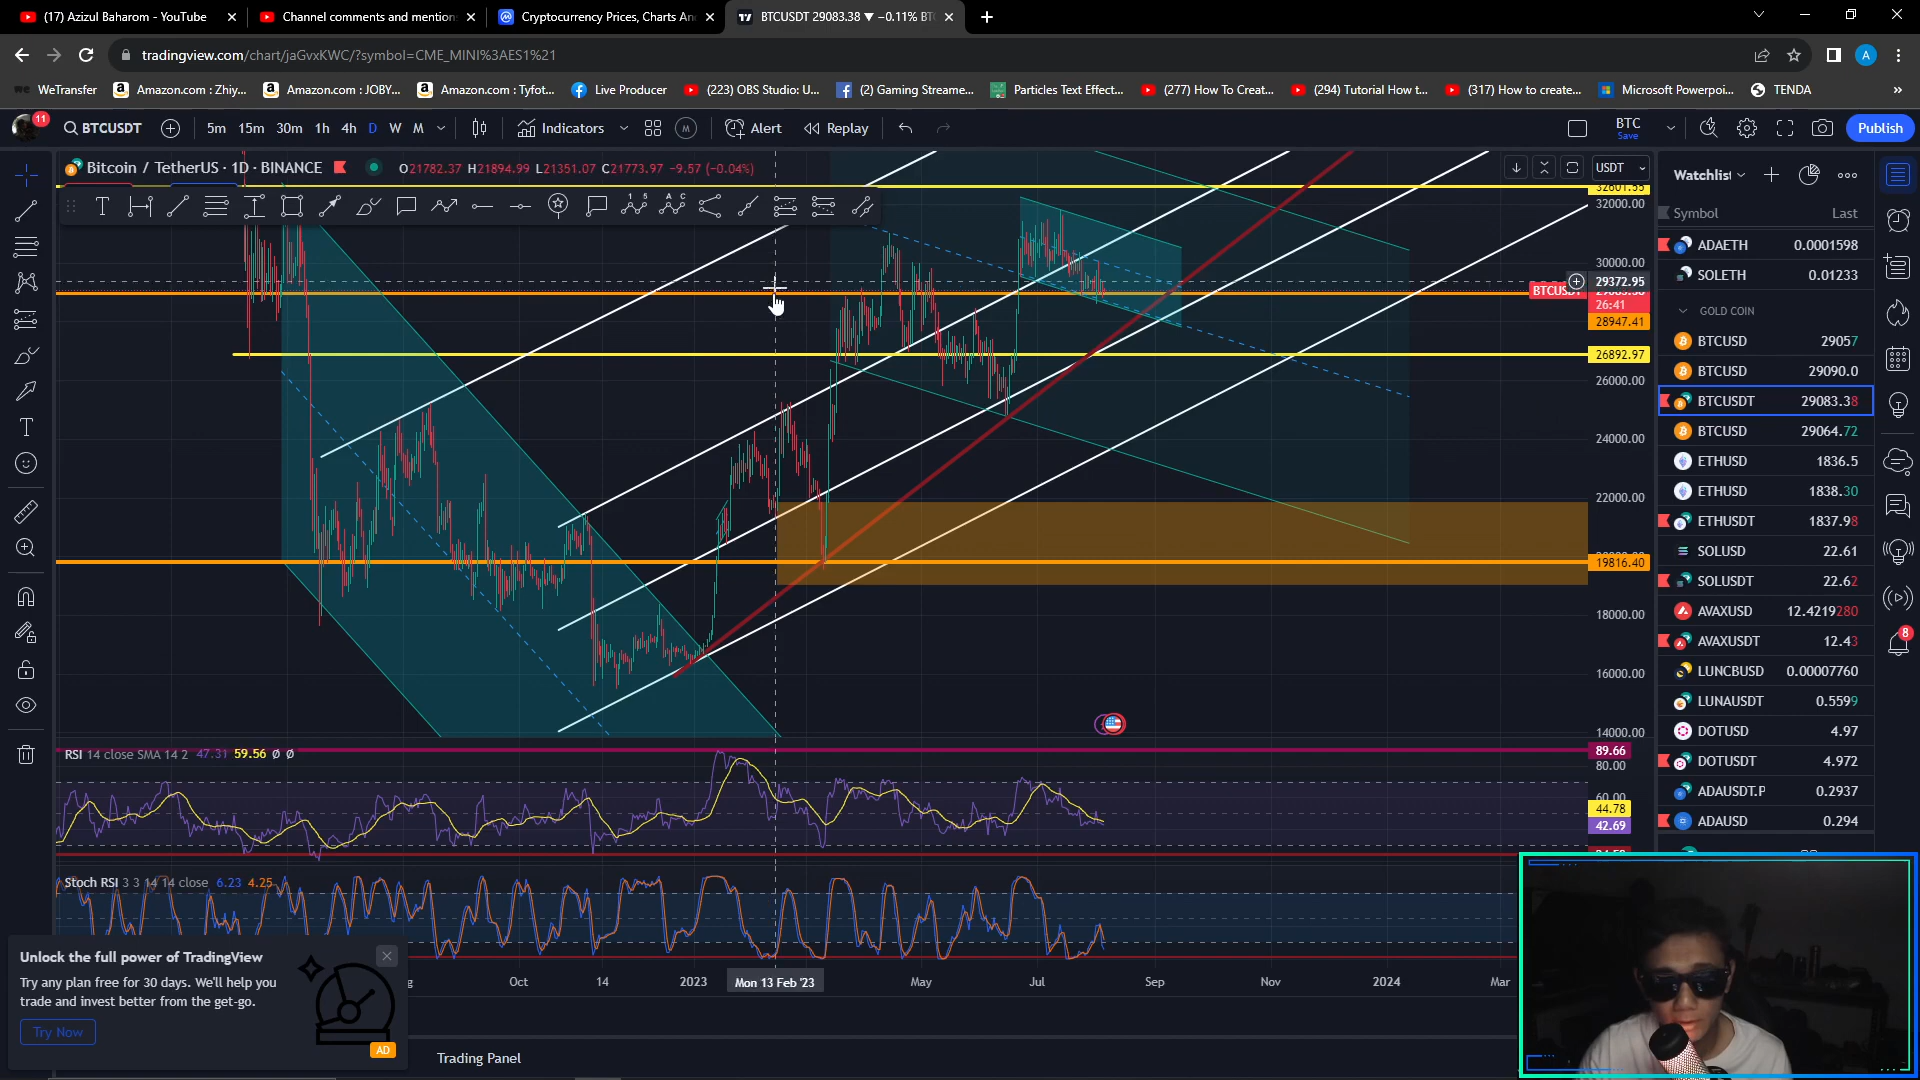 (17) Azizul Baharom - YouTube
Channel comments and mention
Cryptocurrency Prices, Charts An
BTCUSDT 29083.38 ▼ −0.11% BT
tradingview.com/chart/jaGvxKWC/?symbol=CME_MINI%3AES1%21
A
we WeTransfer
Amazon.com : Zhiy...
Amazon.com : JOBY...
Amazon.com : Tyfot...
Live Producer
(223) OBS Studio: U...
(2) Gaming Streame...
Particles Text Effect...
(277) How To Creat...
(294) Tutorial How t...
(317) How to create...
Microsoft Powerpoi...
TENDA
»
11
BTCUSDT
5m 15m 30m 1h 4h D W M
Indicators
M
Alert
Replay
BTC
Save
Publish
Bitcoin / TetherUS · 1D · BINANCE
O21782.37 H21894.99 L21351.07 C21773.97 −9.57 (−0.04%)
USDT
32000.00
30000.00
29372.95
BTCUSDT
26:41
28947.41
26892.97
26000.00
24000.00
22000.00
19816.40
18000.00
16000.00
14000.00
RSI 14 close SMA 14 2 47.31 59.56 Ø Ø
89.66
80.00
60.00
44.78
42.69
Stoch RSI 3 3 14 14 close 6.23 4.25
Oct
14
2023
Mon 13 Feb '23
May
Jul
Sep
Nov
2024
Mar
Unlock the full power of TradingView
Try any plan free for 30 days. We'll help you
trade and invest better from the get-go.
Try Now
AD
Trading Panel
Watchlist
Symbol Last
ADAETH 0.0001598
SOLETH 0.01233
GOLD COIN
BTCUSD 29057
BTCUSD 29090.0
BTCUSDT 29083.38
BTCUSD 29064.72
ETHUSD 1836.5
ETHUSD 1838.30
ETHUSDT 1837.98
SOLUSD 22.61
SOLUSDT 22.62
AVAXUSD 12.4219280
AVAXUSDT 12.43
LUNCBUSD 0.00007760
LUNAUSDT 0.5599
DOTUSD 4.97
DOTUSDT 4.972
ADAUSDT.P 0.2937
ADAUSD 0.294
8